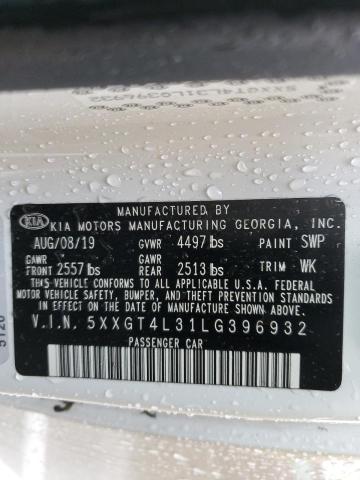 MANUFACTURED BY
KIA KIA MOTORS MANUFACTURING GEORGIA, INC.
AUG/08/19 GVWR 4497 lbs PAINT SWP
GAWR FRONT 2557 lbs GAWR REAR 2513 lbs TRIM WK
THIS VEHICLE CONFORMS TO ALL APPLICABLE U.S.A. FEDERAL
MOTOR VEHICLE SAFETY, BUMPER, AND THEFT PREVENTION STANDARDS
IN EFFECT ON THE DATE OF MANUFACTURE SHOWN ABOVE.
V.I.N. 5XXGT4L31LG396932
PASSENGER CAR